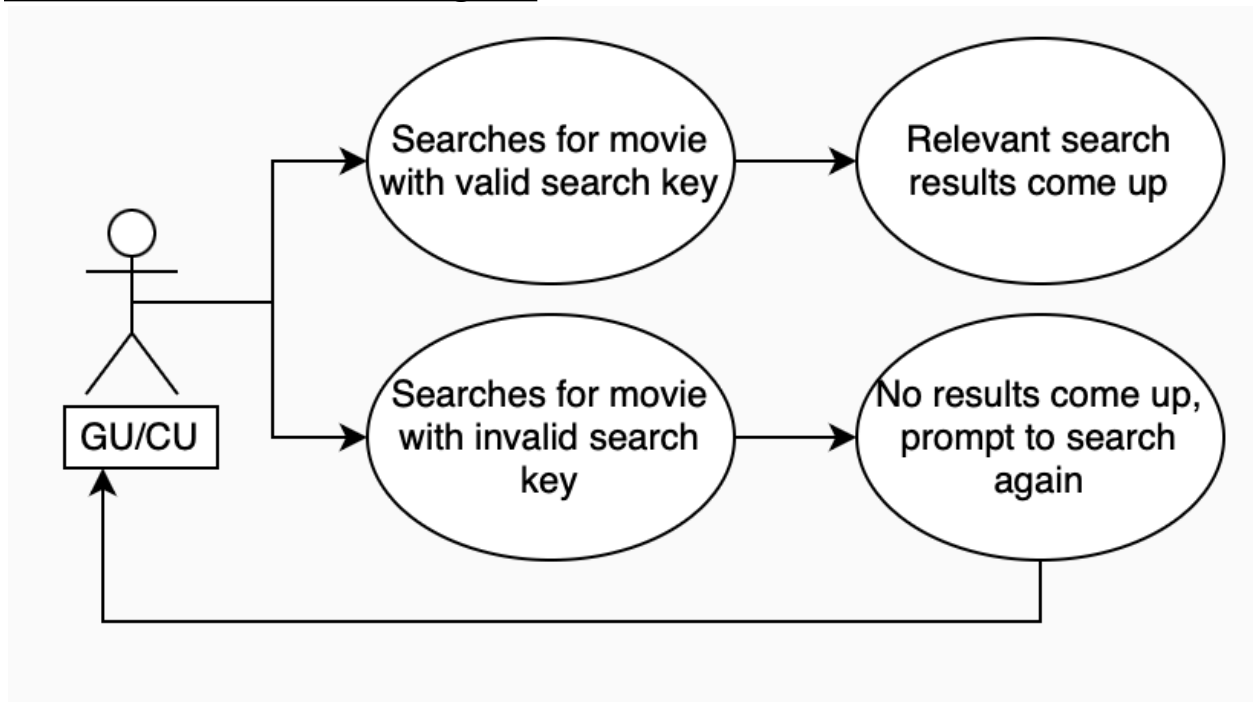 Searches for movie
with valid search key
Relevant search
results come up
GU/CU
Searches for movie
with invalid search
key
No results come up,
prompt to search
again